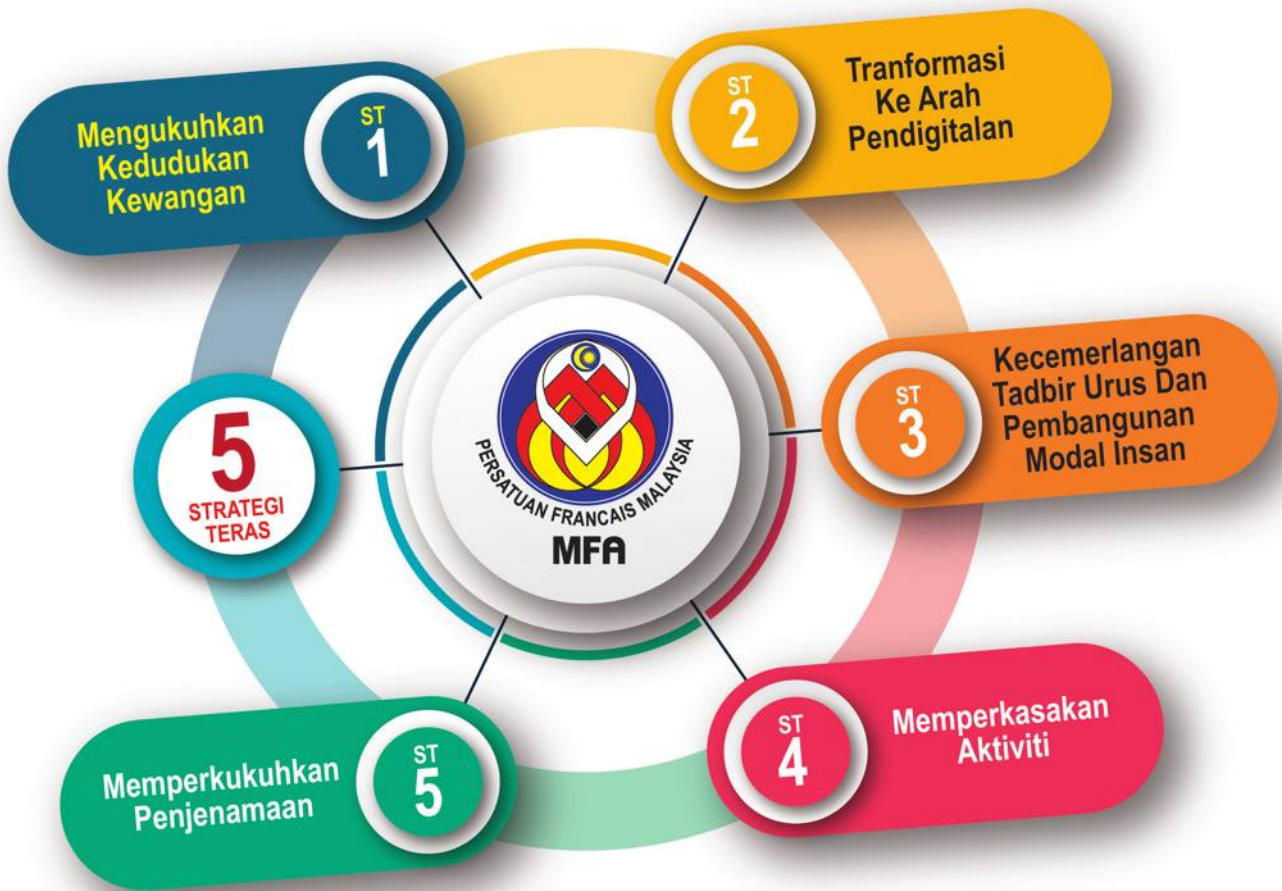 Mengukuhkan
Kedudukan
Kewangan
ST
1
ST
2
Tranformasi
Ke Arah
Pendigitalan
ST
3
Kecemerlangan
Tadbir Urus Dan
Pembangunan
Modal Insan
5
STRATEGI
TERAS
PERSATUAN FRANCAIS MALAYSIA
MFA
ST
4
Memperkasakan
Aktiviti
Memperkukuhkan
Penjenamaan
ST
5